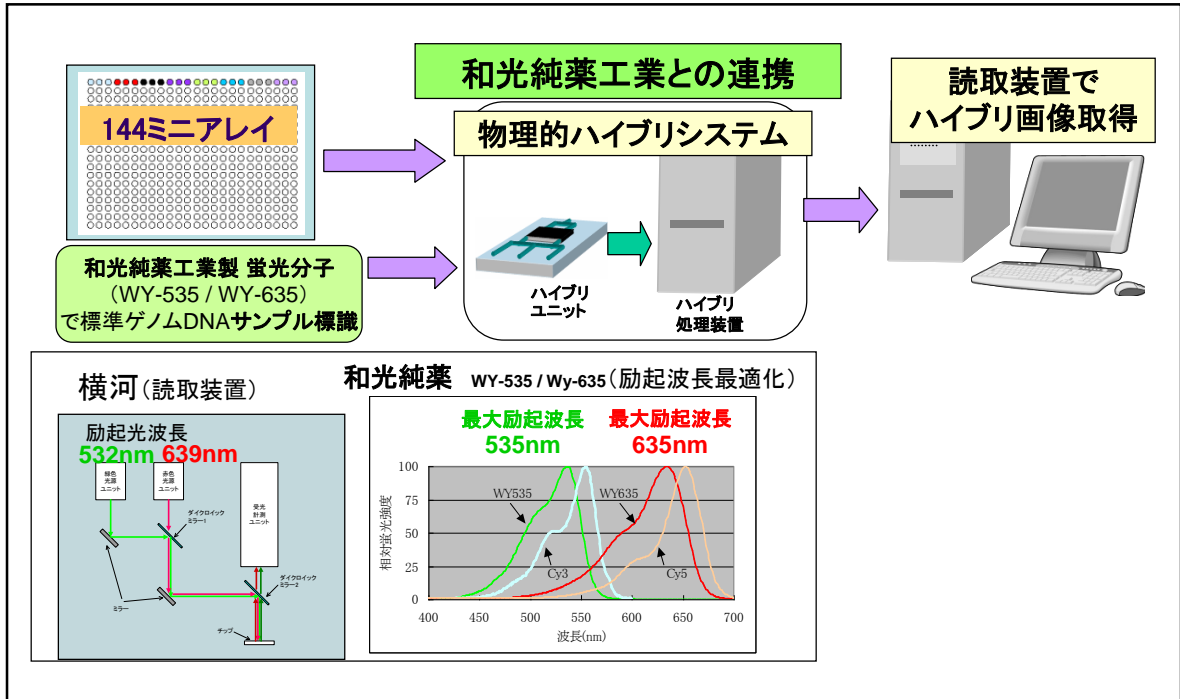 和光純薬工業との連携
144ミニアレイ
物理的ハイブリシステム
読取装置で
ハイブリ画像取得
和光純薬工業製 蛍光分子
（WY-535 / WY-635）
で標準ゲノムDNAサンプル標識
ハイブリ
ユニット
ハイブリ
処理装置
横河（読取装置）
励起光波長
532nm 639nm
緑色
光源
ユニット
赤色
光源
ユニット
受光
計測
ユニット
ダイクロイック
ミラー1
ミラー
ダイクロイック
ミラー2
チップ
和光純薬 WY-535 / Wy-635（励起波長最適化）
最大励起波長 最大励起波長
535nm 635nm
相対蛍光強度
100
75
50
25
0
WY535
WY635
Cy3
Cy5
400 450 500 550 600 650 700
波長(nm)